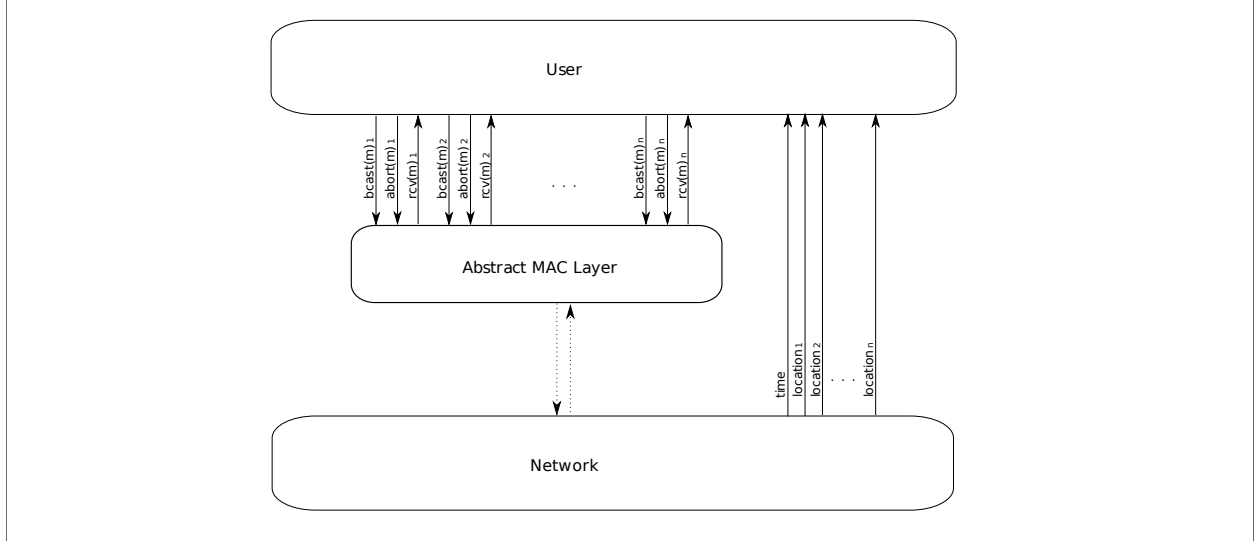 User
bcast(m)1
abort(m)1
rcv(m)1
bcast(m)2
abort(m)2
rcv(m)2
. . .
bcast(m)n
abort(m)n
rcv(m)n
Abstract MAC Layer
time
location1
location2
. . .
locationn
Network